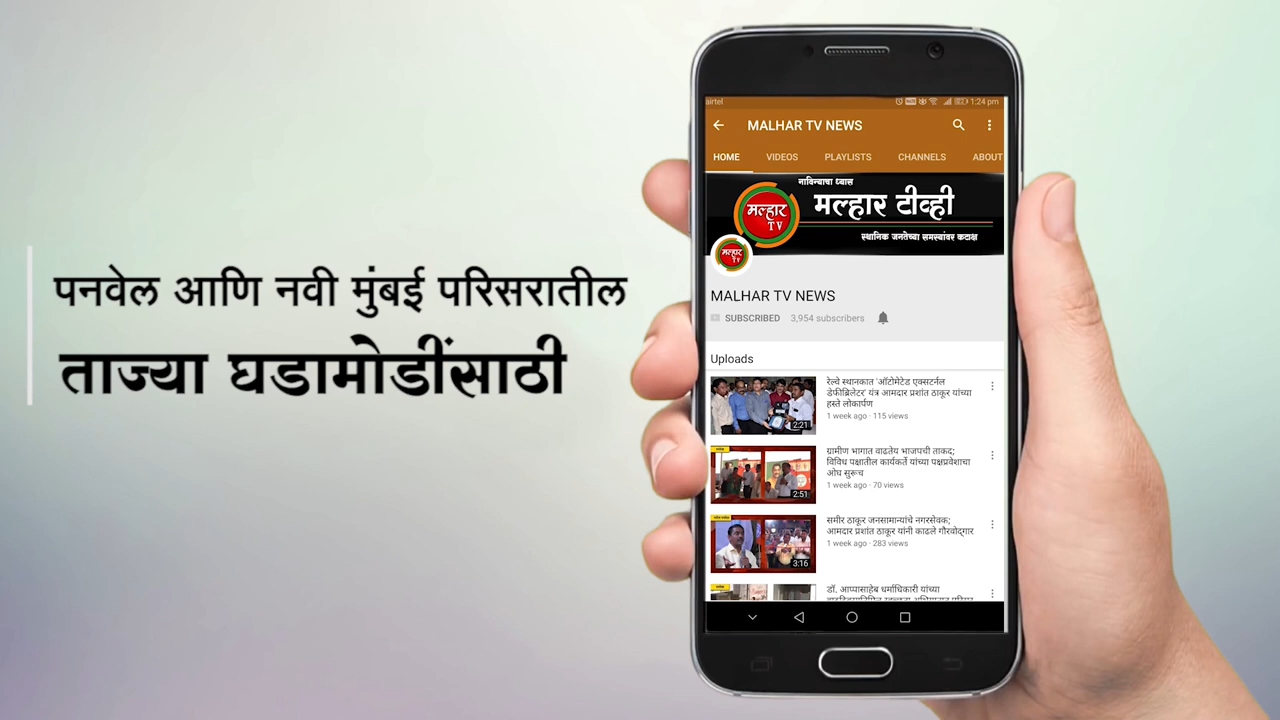 पनवेल आणि नवी मुंबई परिसरातील
ताज्या घडामोडींसाठी
airtel
1:24 pm
MALHAR TV NEWS
HOME VIDEOS PLAYLISTS CHANNELS ABOUT
नाविन्याचा ध्यास
मल्हार टीव्ही
मल्हार
TV
स्थानिक जनतेच्या समस्यांवर कटाक्ष
मल्हार
TV
MALHAR TV NEWS
SUBSCRIBED 3,954 subscribers
Uploads
रेल्वे स्थानकात 'ऑटोमेटेड एक्सटर्नल
डेफीब्रिलेटर' यंत्र आमदार प्रशांत ठाकूर यांच्या
हस्ते लोकार्पण
1 week ago · 115 views
2:21
ग्रामीण भागात वाढतेय भाजपची ताकद;
विविध पक्षातील कार्यकर्ते यांच्या पक्षप्रवेशाचा
ओघ सुरूच
1 week ago · 70 views
2:51
समीर ठाकूर जनसामान्यांचे नगरसेवक;
आमदार प्रशांत ठाकूर यांनी काढले गौरवोद्गार
1 week ago · 283 views
3:16
डॉ. आप्पासाहेब धर्माधिकारी यांच्या